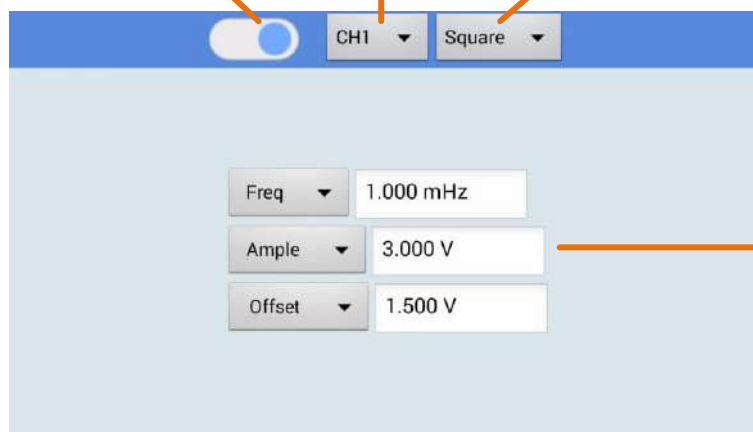 CH1 Square
Freq 1.000 mHz
Ample 3.000 V
Offset 1.500 V